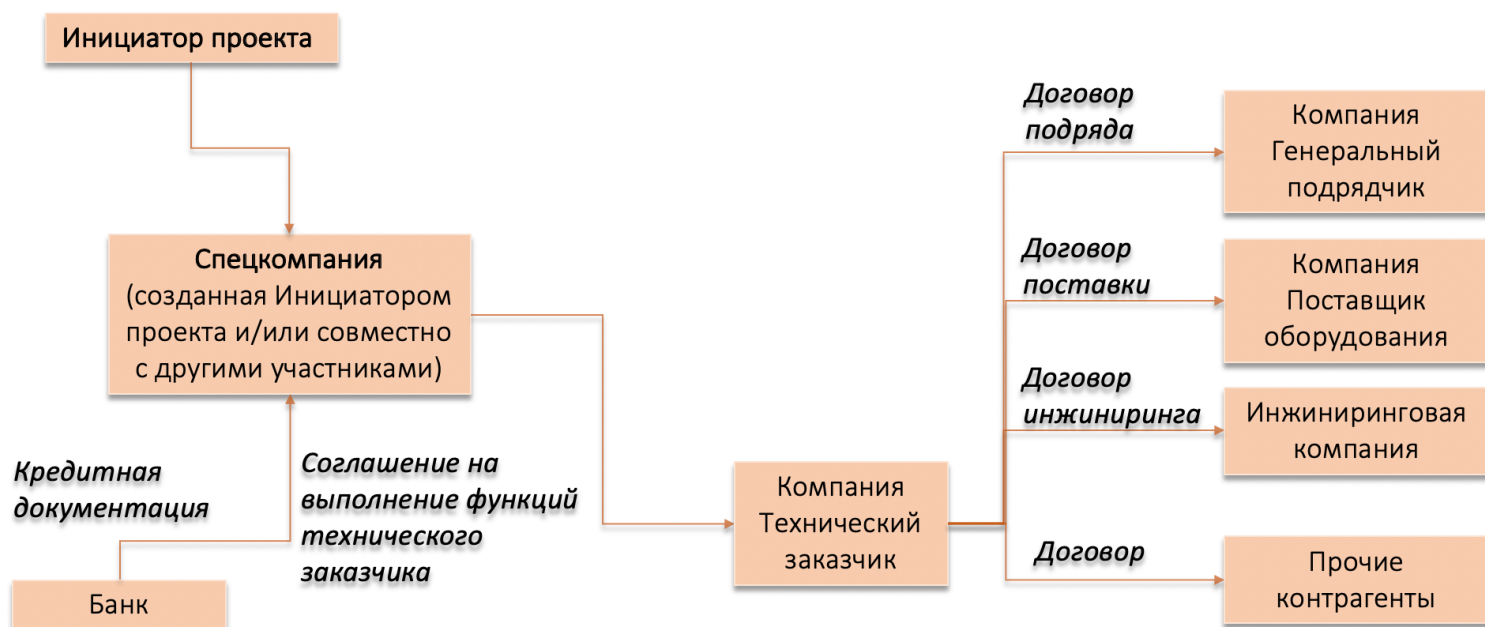 Инициатор проекта
Спецкомпания
(созданная Инициатором
проекта и/или совместно
с другими участниками)
Кредитная
документация
Соглашение на
выполнение функций
технического
заказчика
Банк
Компания
Технический
заказчик
Договор
подряда
Компания
Генеральный
подрядчик
Договор
поставки
Компания
Поставщик
оборудования
Договор
инжиниринга
Инжиниринговая
компания
Договор
Прочие
контрагенты